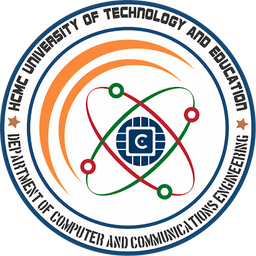 HCMC UNIVERSITY OF TECHNOLOGY AND EDUCATION
C
DEPARTMENT OF COMPUTER AND COMMUNICATIONS ENGINEERING